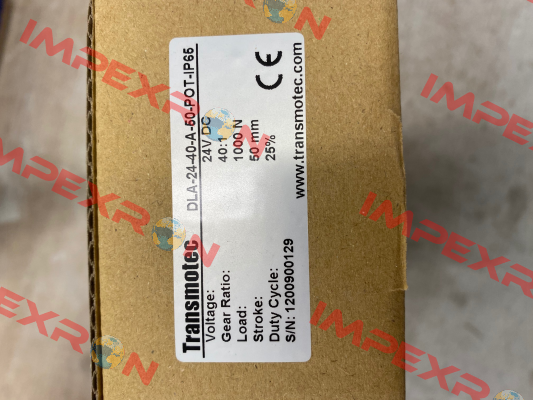 Transmotec DLA-24-40-A-50-POT-IP65
Voltage: 24V DC
Gear Ratio: 40:1
Load: 1000 N
Stroke: 50 mm
Duty Cycle: 25%
S/N: 1200900129
CE
www.transmotec.com
IMPEXRON
IMPEXRON
IMPEXRON
IMPEXRON
IMPEXRON